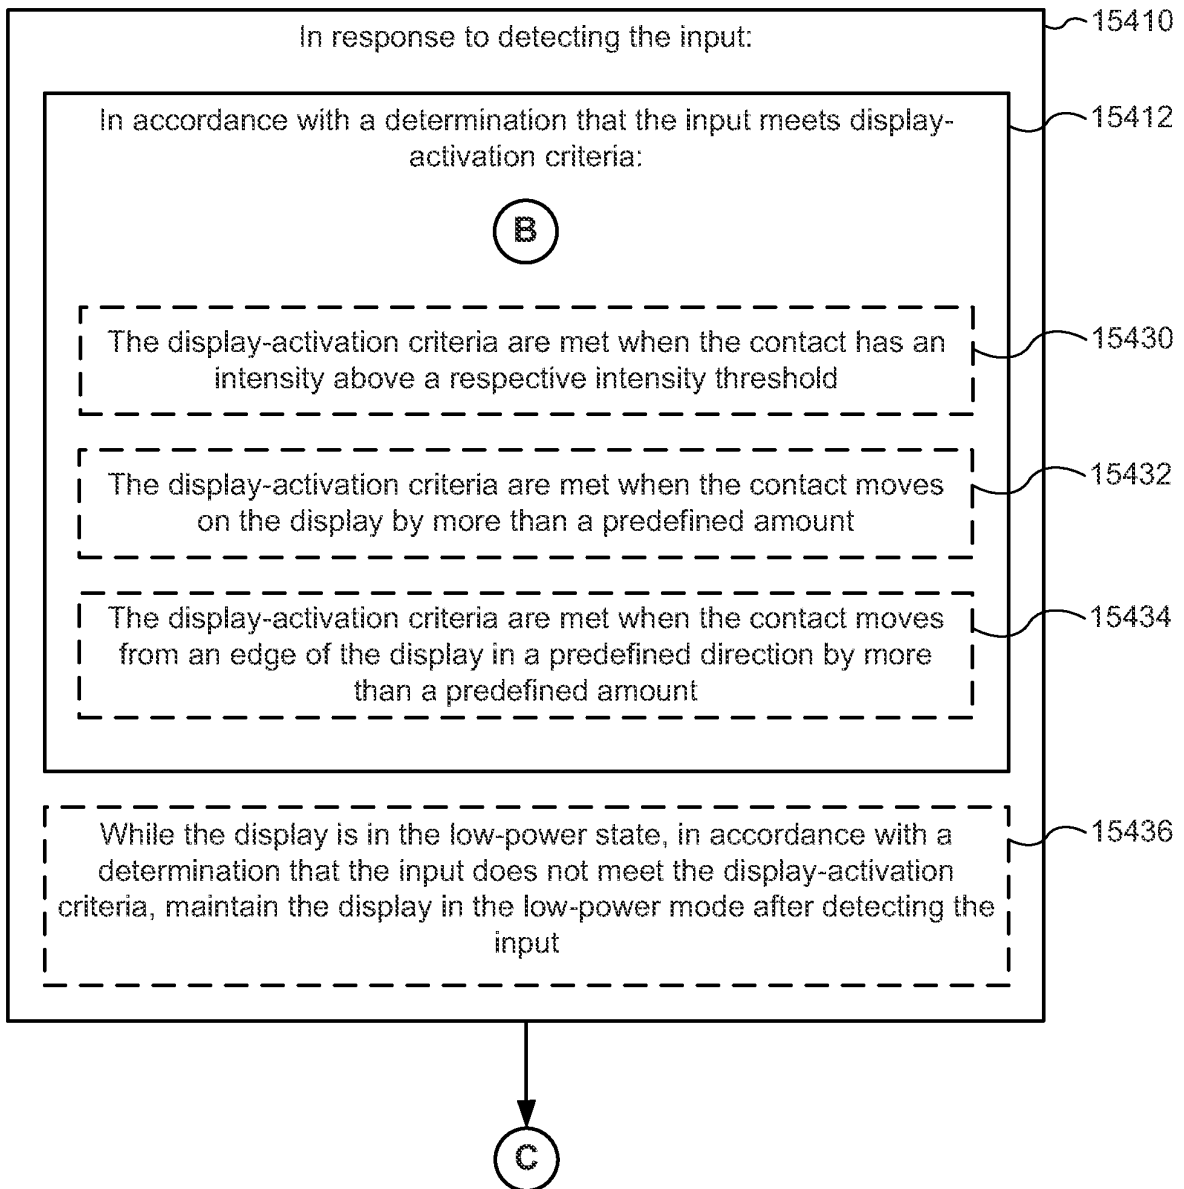 In response to detecting the input:
15410
In accordance with a determination that the input meets display-
activation criteria:
15412
B
The display-activation criteria are met when the contact has an
intensity above a respective intensity threshold
15430
The display-activation criteria are met when the contact moves
on the display by more than a predefined amount
15432
The display-activation criteria are met when the contact moves
from an edge of the display in a predefined direction by more
than a predefined amount
15434
While the display is in the low-power state, in accordance with a
determination that the input does not meet the display-activation
criteria, maintain the display in the low-power mode after detecting the
input
15436
C